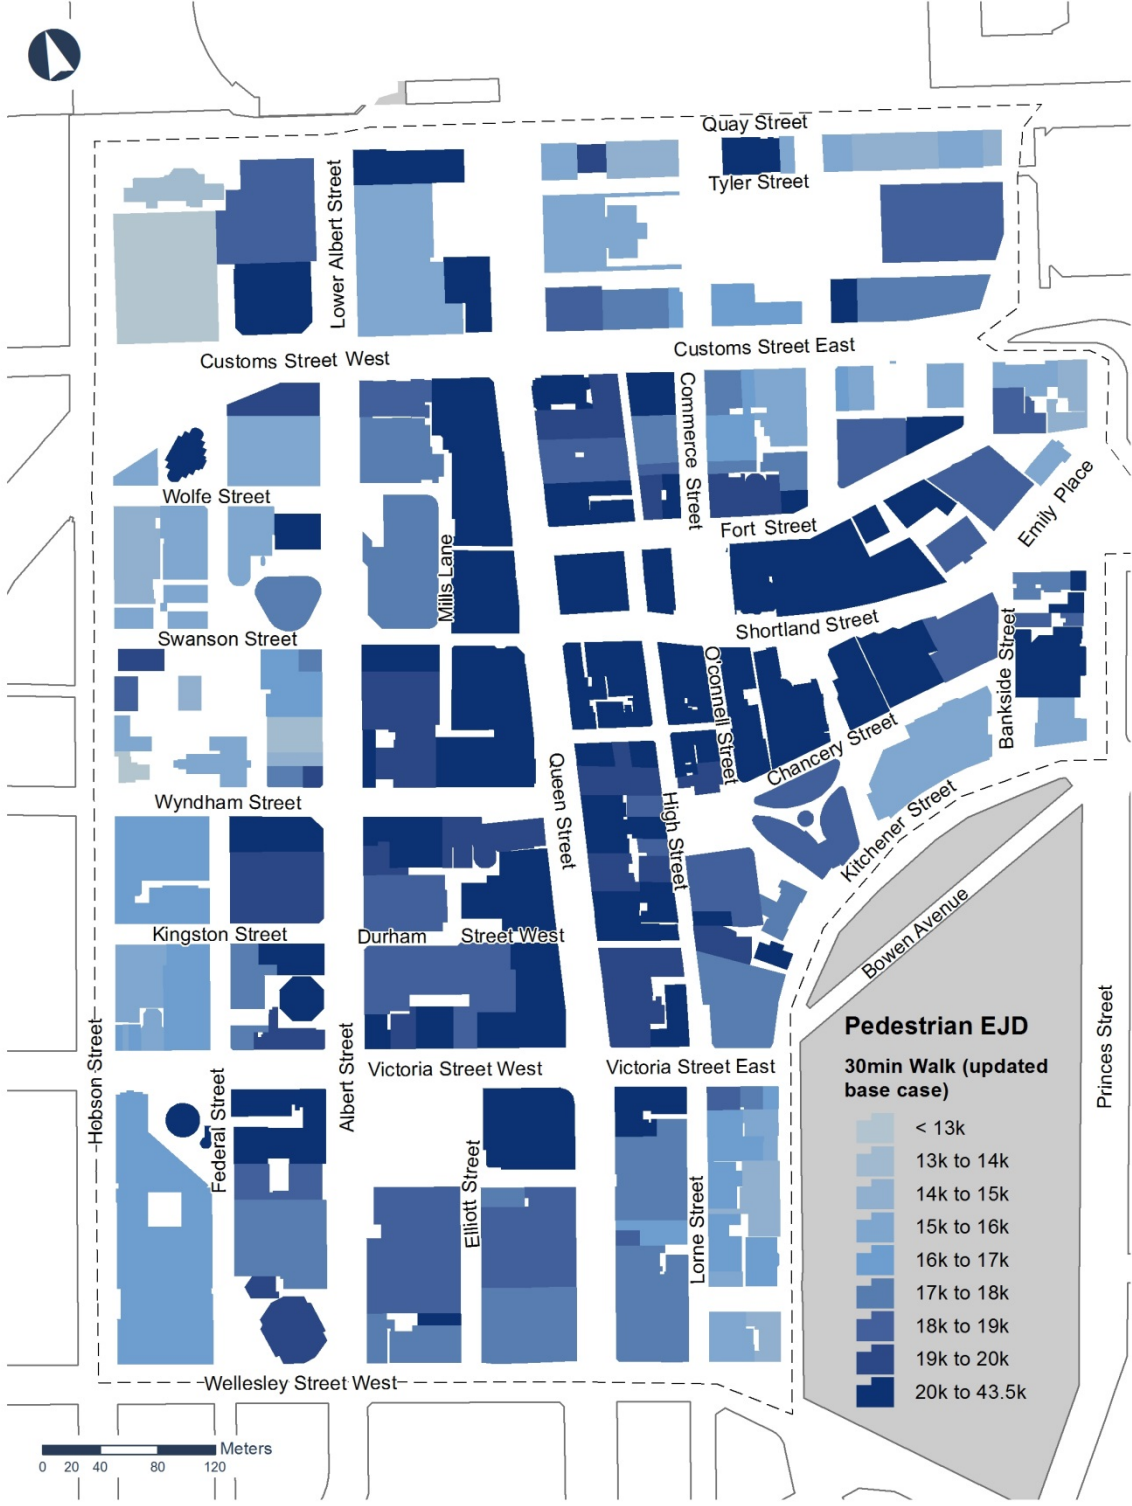 Quay Street
Tyler Street
Lower Albert Street
Customs Street West
Customs Street East
Commerce Street
Wolfe Street
Fort Street
Emily Place
Mills Lane
Swanson Street
Shortland Street
Bankside Street
O'connell Street
Chancery Street
Queen Street
High Street
Wyndham Street
Kitchener Street
Kingston Street
Durham Street West
Bowen Avenue
Hobson Street
Federal Street
Albert Street
Victoria Street West
Victoria Street East
Princes Street
Elliott Street
Lorne Street
Wellesley Street West
Pedestrian EJD
30min Walk (updated
base case)
< 13k
13k to 14k
14k to 15k
15k to 16k
16k to 17k
17k to 18k
18k to 19k
19k to 20k
20k to 43.5k
Meters
0 20 40 80 120